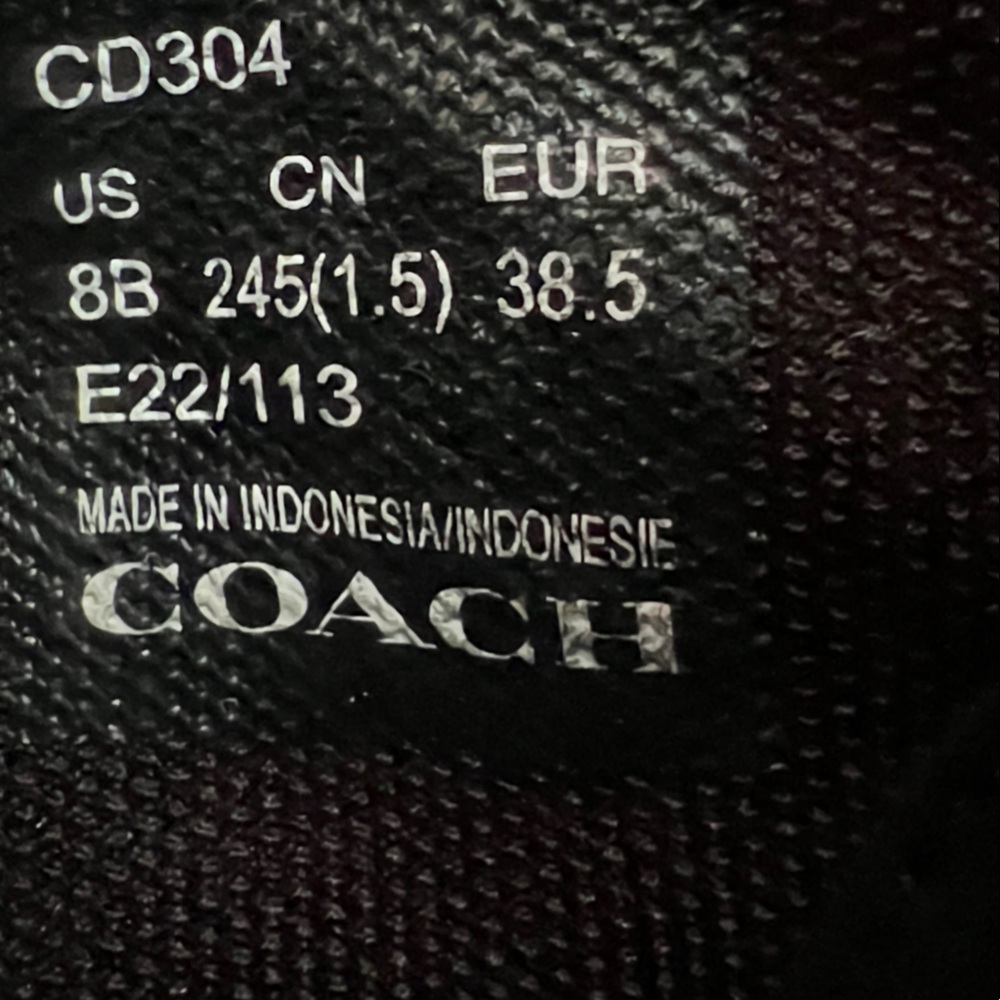 CD304
US CN EUR
8B 245(1.5) 38.5
E22/113
MADE IN INDONESIA/INDONESIE
COACH